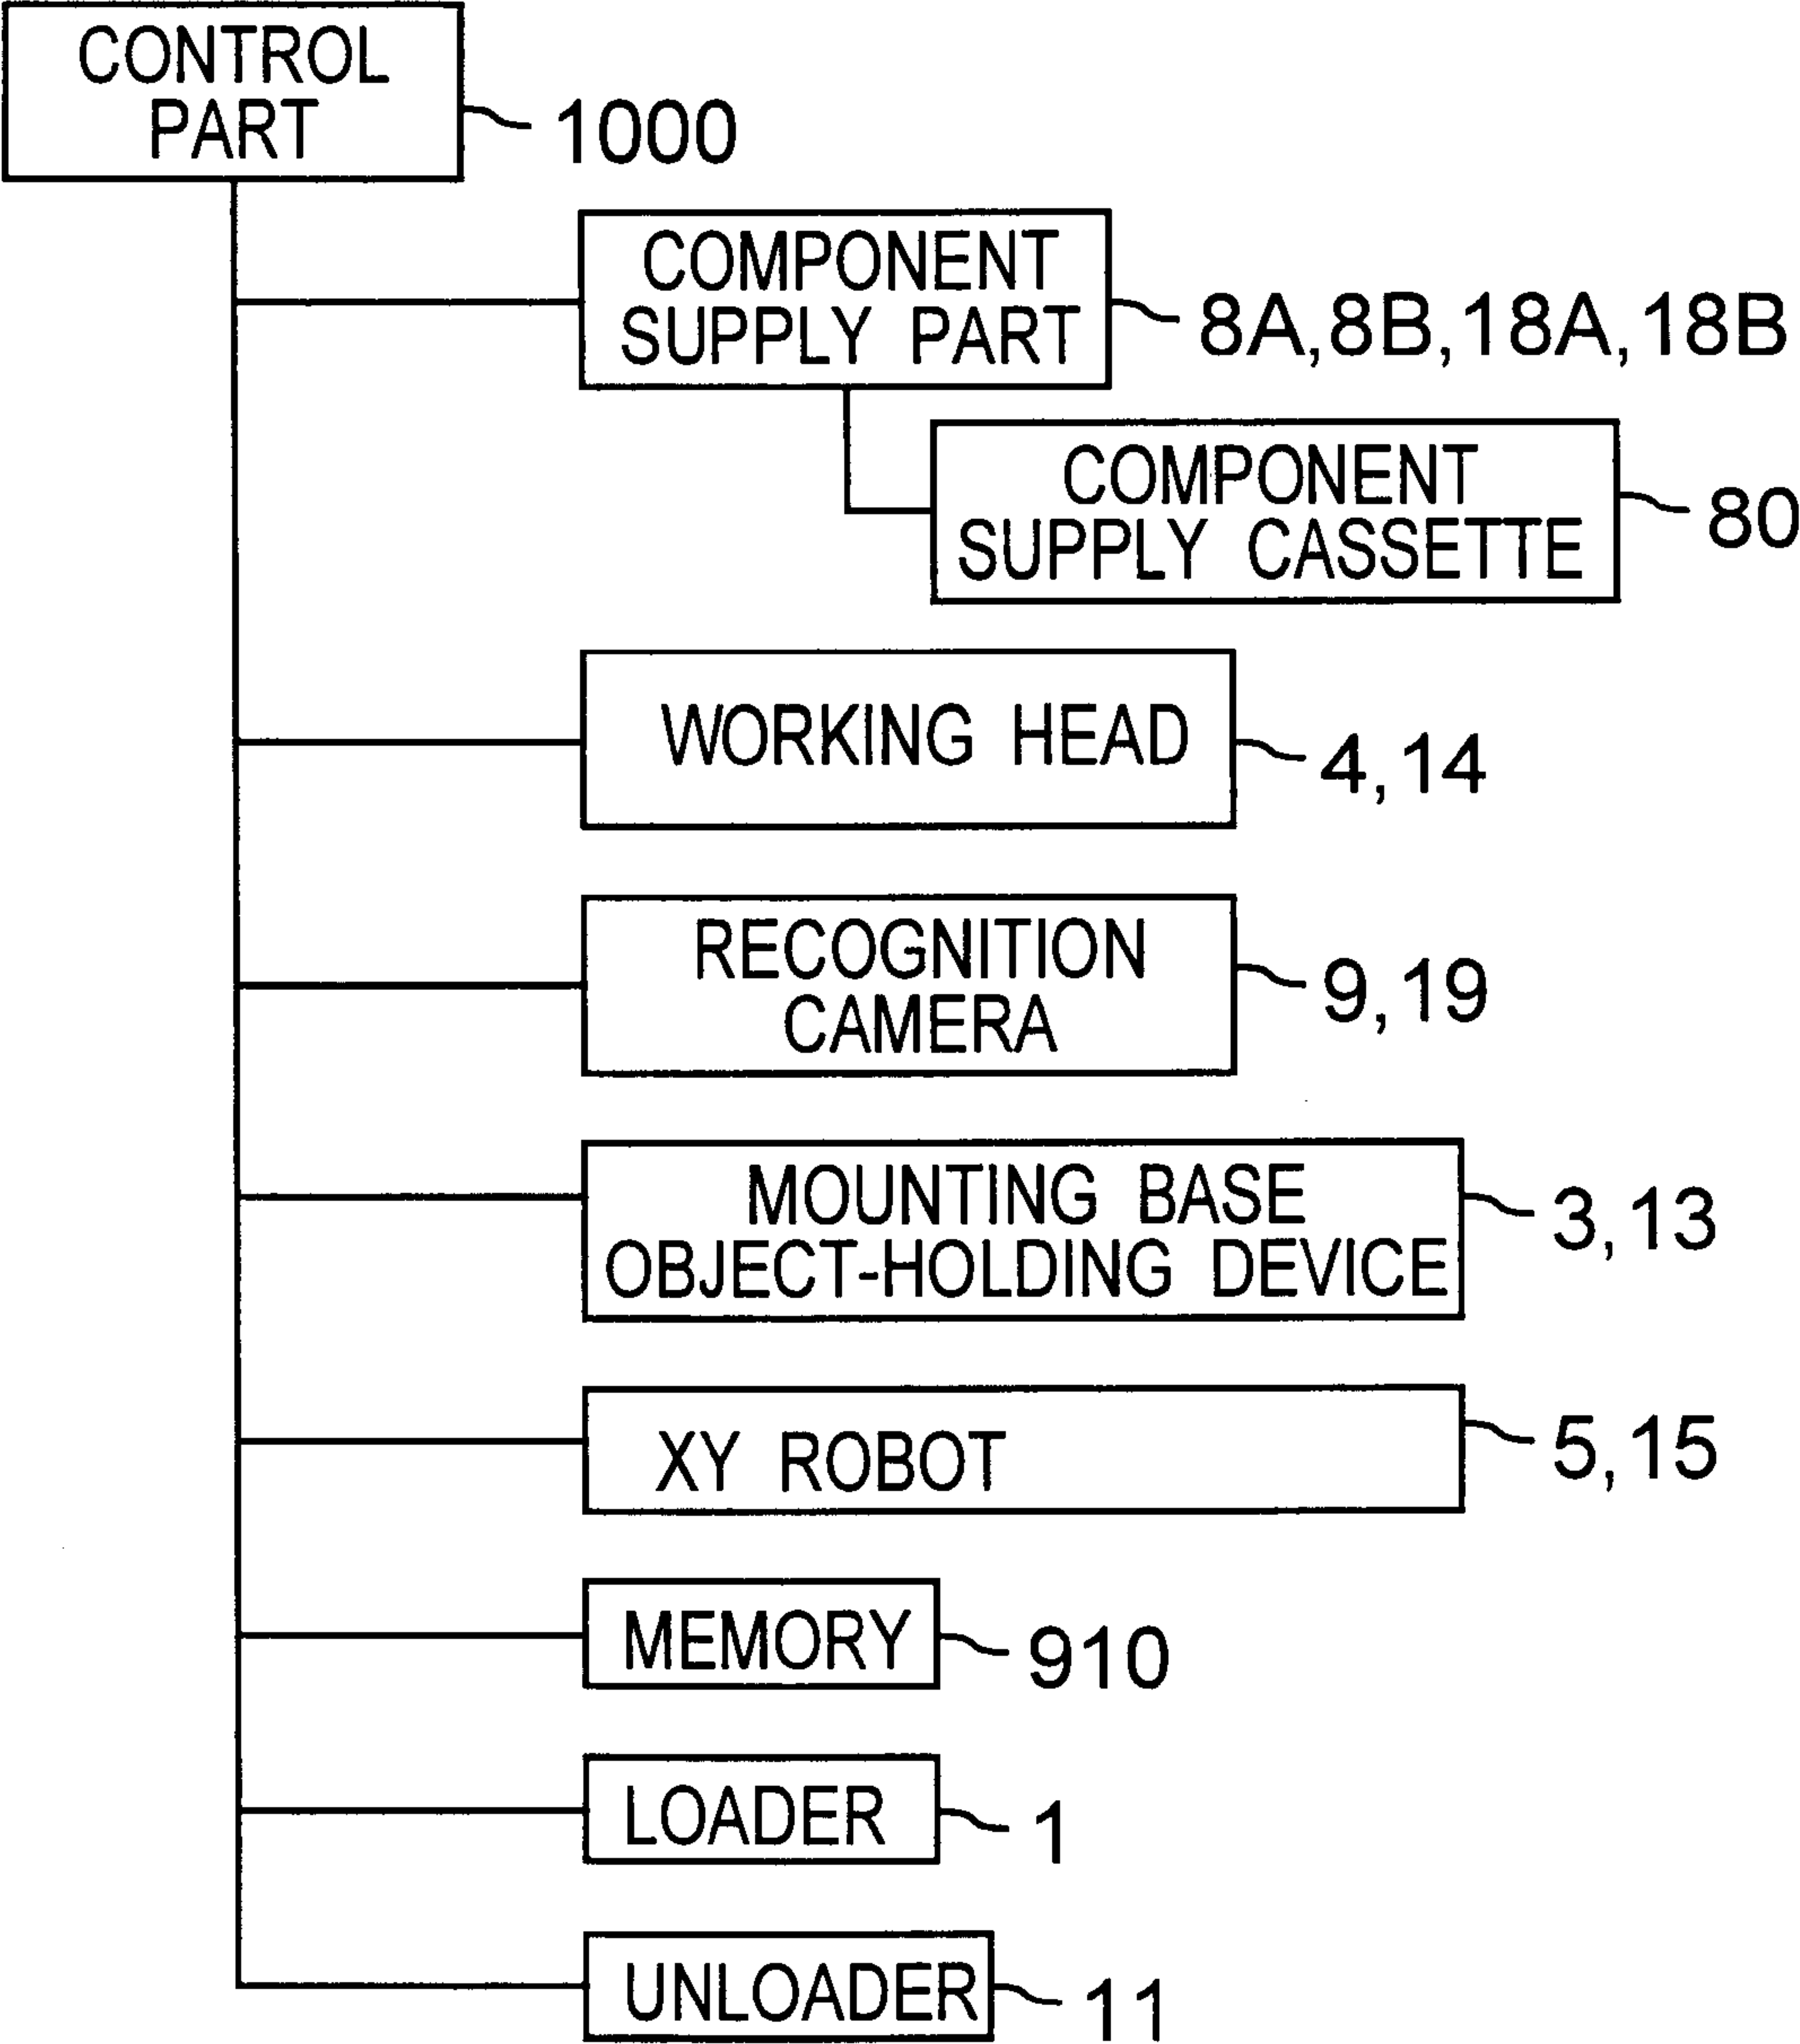 CONTROL
PART
1000
COMPONENT
SUPPLY PART
8A,8B,18A,18B
COMPONENT
SUPPLY CASSETTE
80
WORKING HEAD
4,14
RECOGNITION
CAMERA
9,19
MOUNTING BASE
OBJECT-HOLDING DEVICE
3,13
XY ROBOT
5,15
MEMORY
910
LOADER
1
UNLOADER
11